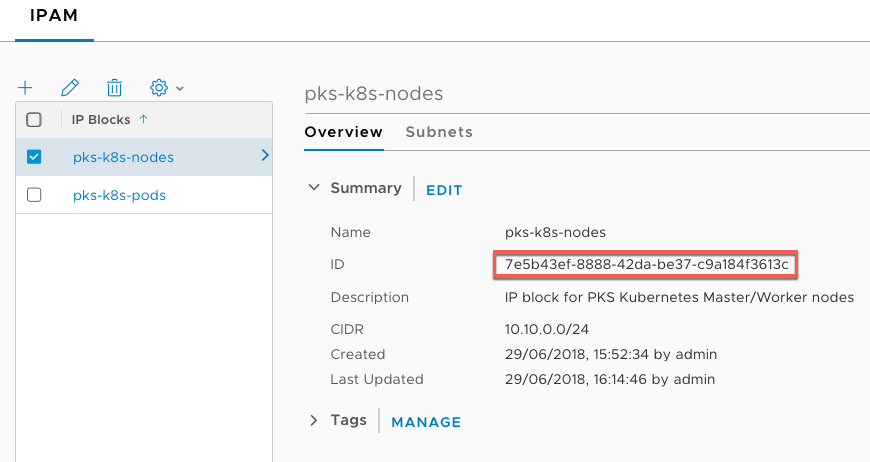 IPAM
IP Blocks
pks-k8s-nodes
pks-k8s-pods
pks-k8s-nodes
Overview Subnets
Summary EDIT
Name pks-k8s-nodes
ID 7e5b43ef-8888-42da-be37-c9a184f3613c
Description IP block for PKS Kubernetes Master/Worker nodes
CIDR 10.10.0.0/24
Created 29/06/2018, 15:52:34 by admin
Last Updated 29/06/2018, 16:14:46 by admin
Tags MANAGE